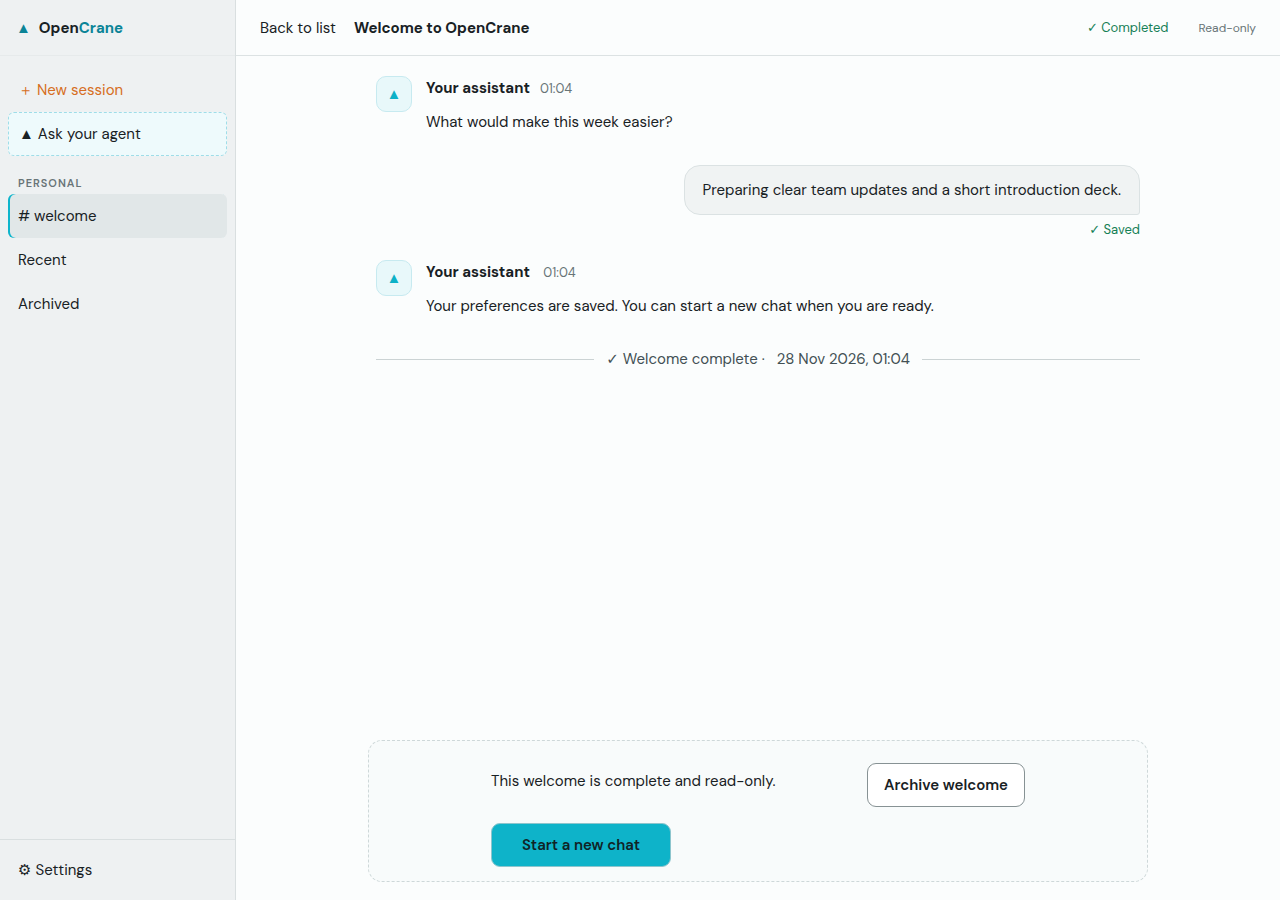 ▲ OpenCrane
+ New session
▲ Ask your agent
PERSONAL
# welcome
Recent
Archived
⚙ Settings
Back to list Welcome to OpenCrane ✓ Completed Read-only
▲ Your assistant 01:04
What would make this week easier?
Preparing clear team updates and a short introduction deck.
✓ Saved
▲ Your assistant 01:04
Your preferences are saved. You can start a new chat when you are ready.
✓ Welcome complete · 28 Nov 2026, 01:04
This welcome is complete and read-only.
Archive welcome
Start a new chat